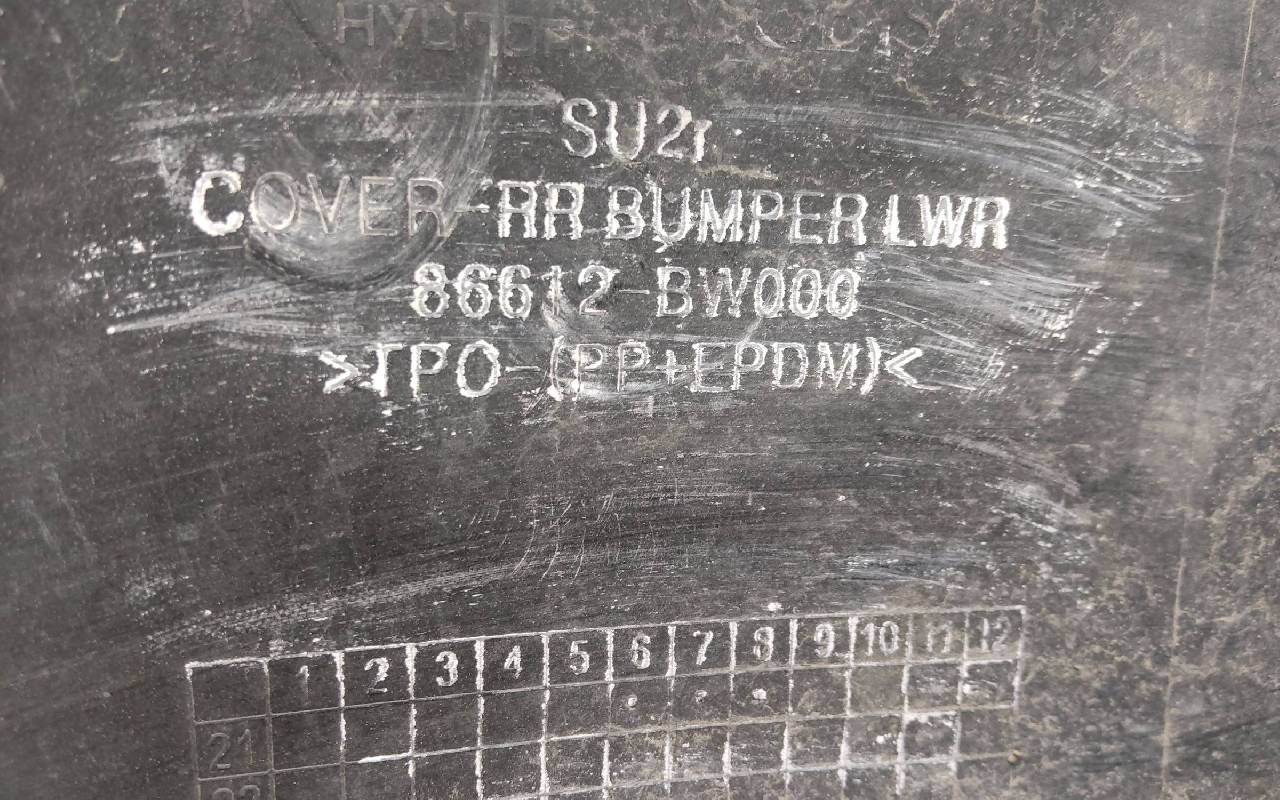 SU2r
COVER-RR BUMPER LWR
86612-BW000
>TPO-(PP+EPDM)<
1 2 3 4 5 6 7 8 9 10 11 12
21